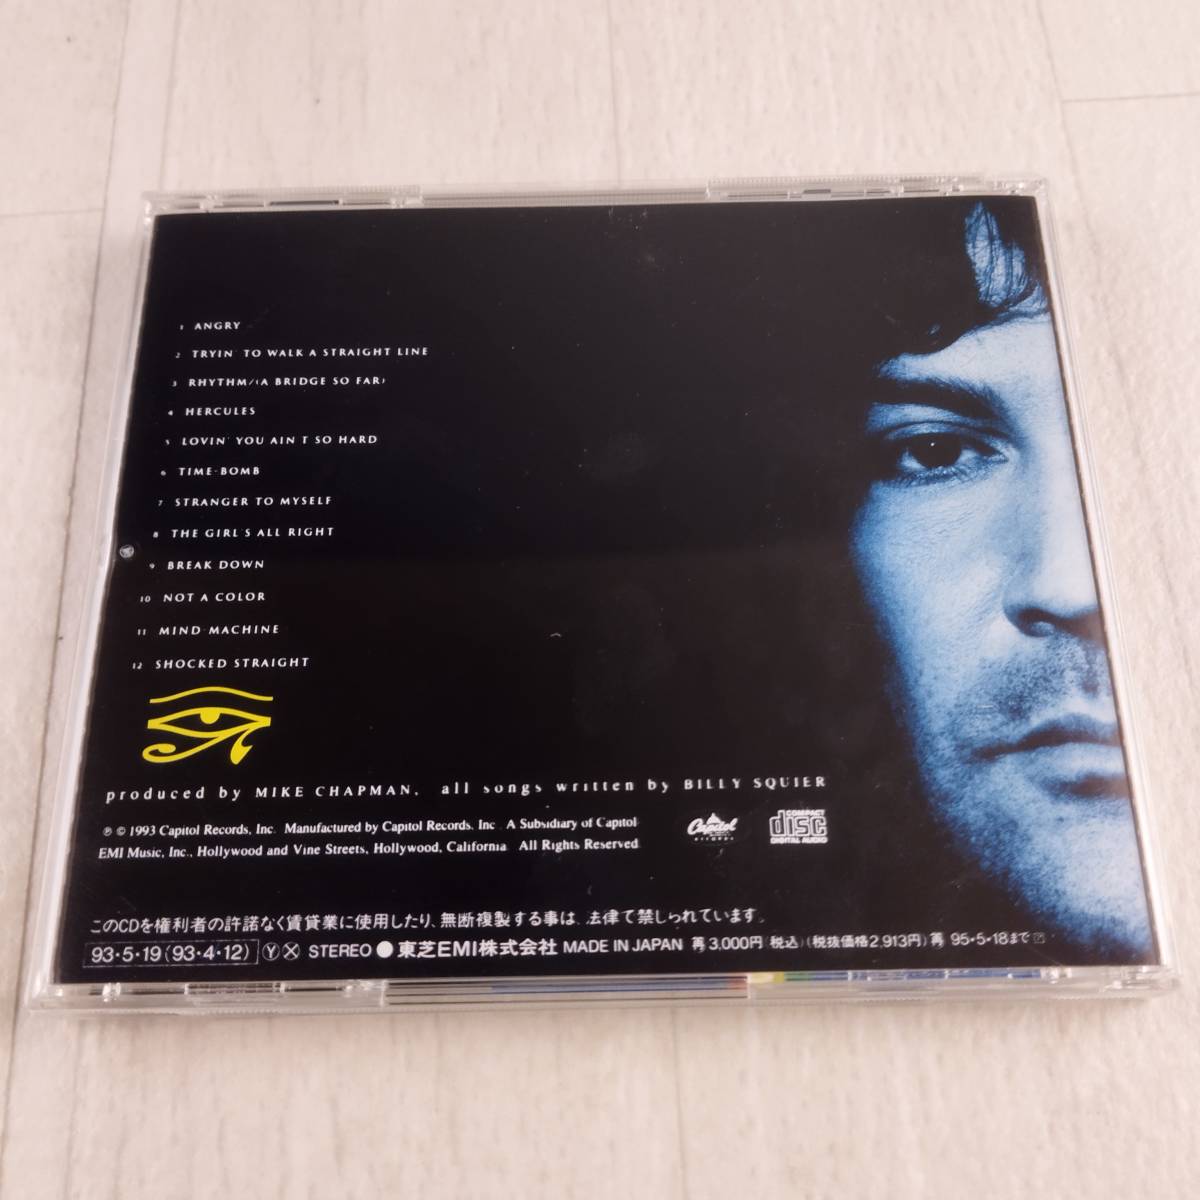 1 ANGRY
2 TRYIN' TO WALK A STRAIGHT LINE
3 RHYTHM/(A BRIDGE SO FAR)
4 HERCULES
5 LOVIN' YOU AIN'T SO HARD
6 TIME-BOMB
7 STRANGER TO MYSELF
8 THE GIRL'S ALL RIGHT
9 BREAK DOWN
10 NOT A COLOR
11 MIND-MACHINE
12 SHOCKED STRAIGHT
produced by MIKE CHAPMAN. all songs written by BILLY SQUIER
℗ © 1993 Capitol Records, Inc. Manufactured by Capitol Records, Inc. A Subsidiary of Capitol-
EMI Music, Inc., Hollywood and Vine Streets, Hollywood, California. All Rights Reserved.
Capitol
RECORDS
COMPACT
disc
DIGITAL AUDIO
このCDを権利者の許諾なく賃貸業に使用したり、無断複製する事は、法律で禁じられています。
93・5・19 (93・4・12) Ⓨ Ⓧ STEREO ● 東芝EMI株式会社 MADE IN JAPAN 再 3,000円(税込)(税抜価格2,913円)再 95・5・18まで